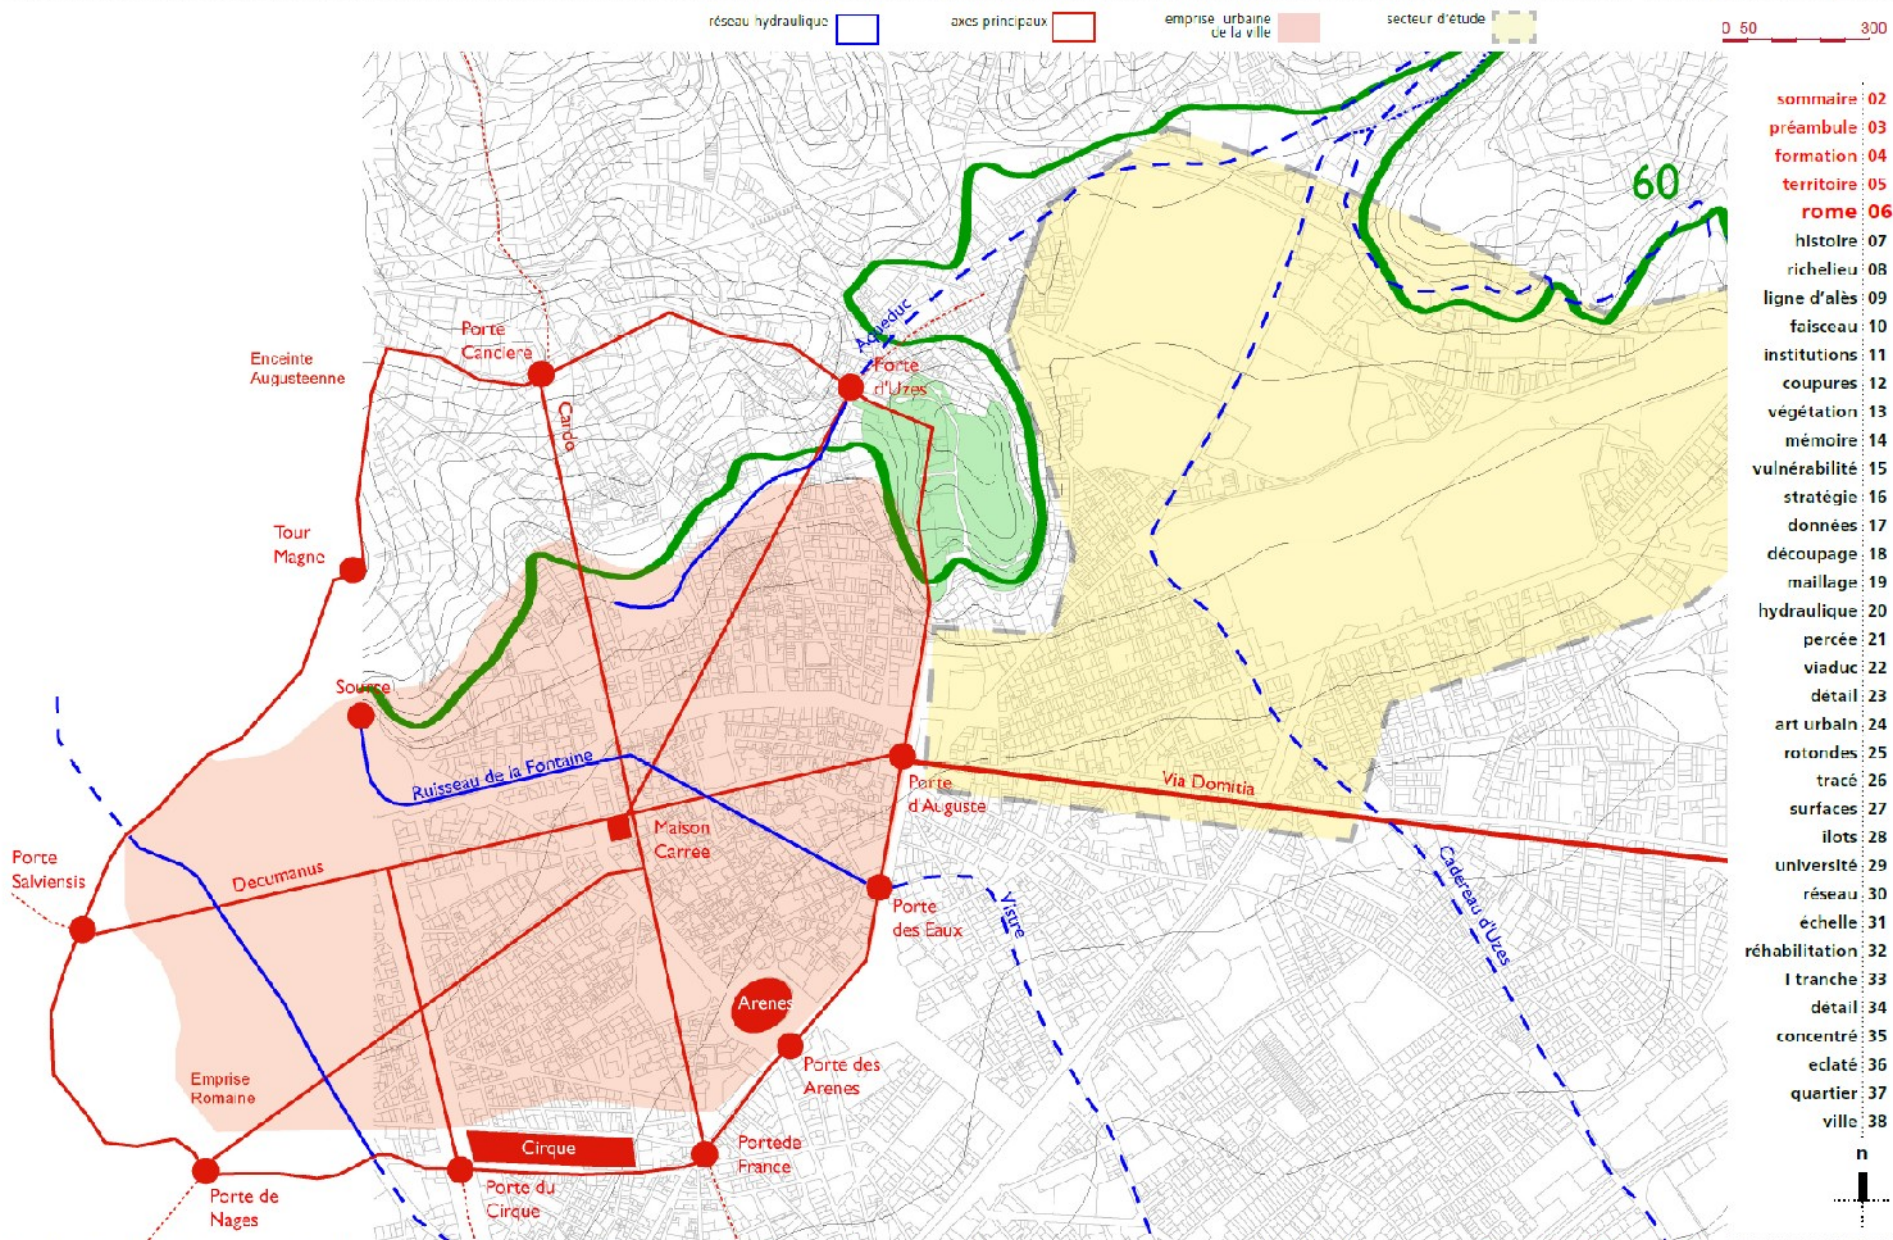 réseau hydraulique
axes principaux
emprise urbaine
de la ville
secteur d'étude
0 50 300
sommaire 02
préambule 03
formation 04
territoire 05
rome 06
histoire 07
richelieu 08
ligne d'alès 09
faisceau 10
institutions 11
coupures 12
végétation 13
mémoire 14
vulnérabilité 15
stratégie 16
données 17
découpage 18
maillage 19
hydraulique 20
percée 21
viaduc 22
détail 23
art urbain 24
rotondes 25
tracé 26
surfaces 27
ilots 28
université 29
réseau 30
échelle 31
réhabilitation 32
I tranche 33
détail 34
concentré 35
eclaté 36
quartier 37
ville 38
n
60
Aqueduc
Porte
Canciere
Enceinte
Augusteenne
Porte
d'Uzes
Cardo
Tour
Magne
Source
Ruisseau de la Fontaine
Porte
d'Auguste
Via Domitia
Maison
Carree
Porte
Salviensis
Decumanus
Porte
des Eaux
Vistre
Cadereau d'Uzes
Arenes
Porte des
Arenes
Emprise
Romaine
Cirque
Portede
France
Porte du
Cirque
Porte de
Nages